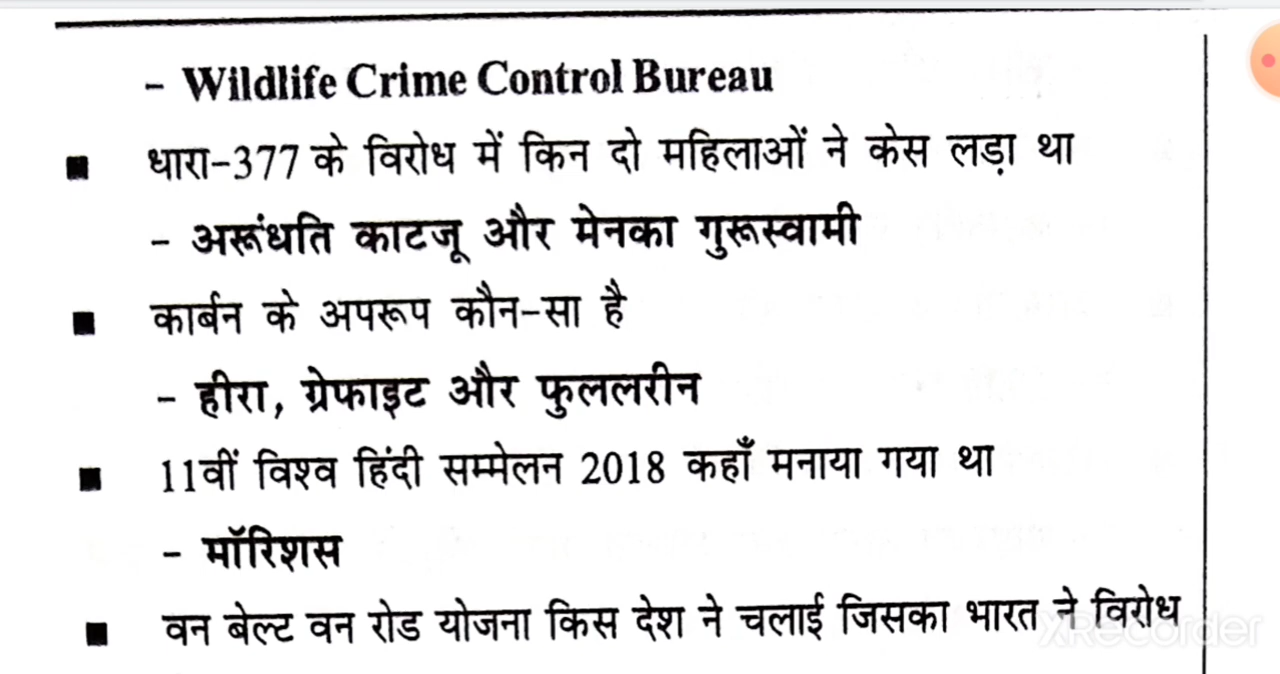 - Wildlife Crime Control Bureau
■ धारा-377 के विरोध में किन दो महिलाओं ने केस लड़ा था
- अरूंधति काटजू और मेनका गुरूस्वामी
■ कार्बन के अपरूप कौन-सा है
- हीरा, ग्रेफाइट और फुललरीन
■ 11वीं विश्व हिंदी सम्मेलन 2018 कहाँ मनाया गया था
- मॉरिशस
■ वन बेल्ट वन रोड योजना किस देश ने चलाई जिसका भारत ने विरोध
XRecorder